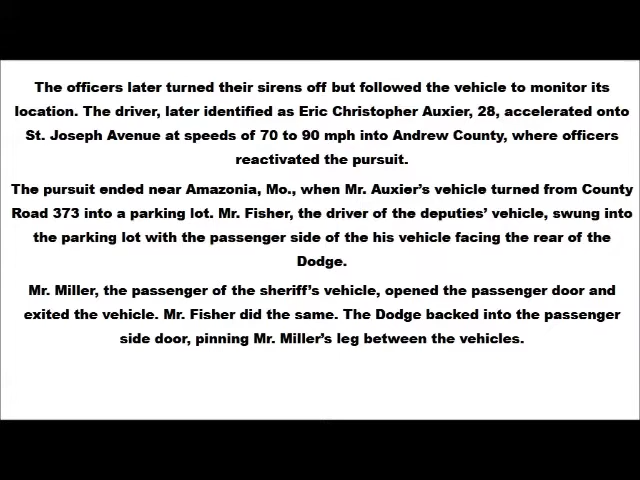 The officers later turned their sirens off but followed the vehicle to monitor its
location. The driver, later identified as Eric Christopher Auxier, 28, accelerated onto
St. Joseph Avenue at speeds of 70 to 90 mph into Andrew County, where officers
reactivated the pursuit.
The pursuit ended near Amazonia, Mo., when Mr. Auxier’s vehicle turned from County
Road 373 into a parking lot. Mr. Fisher, the driver of the deputies’ vehicle, swung into
the parking lot with the passenger side of the his vehicle facing the rear of the
Dodge.
Mr. Miller, the passenger of the sheriff’s vehicle, opened the passenger door and
exited the vehicle. Mr. Fisher did the same. The Dodge backed into the passenger
side door, pinning Mr. Miller’s leg between the vehicles.